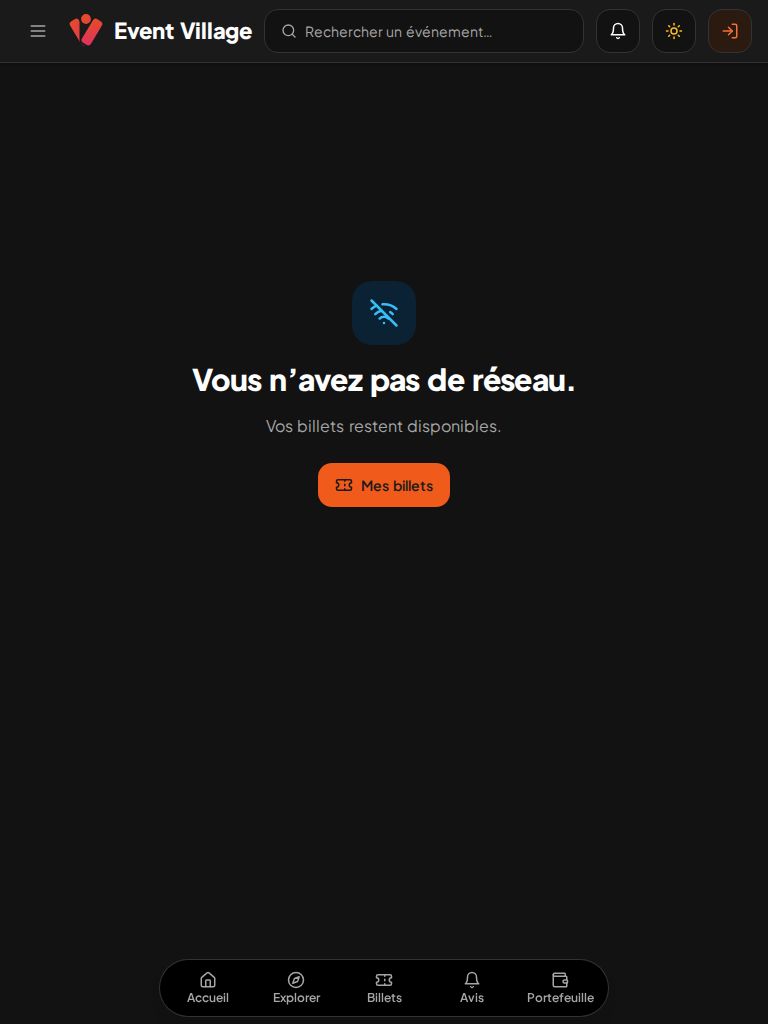 Event Village
Rechercher un événement...
Vous n’avez pas de réseau.
Vos billets restent disponibles.
Mes billets
Accueil
Explorer
Billets
Avis
Portefeuille